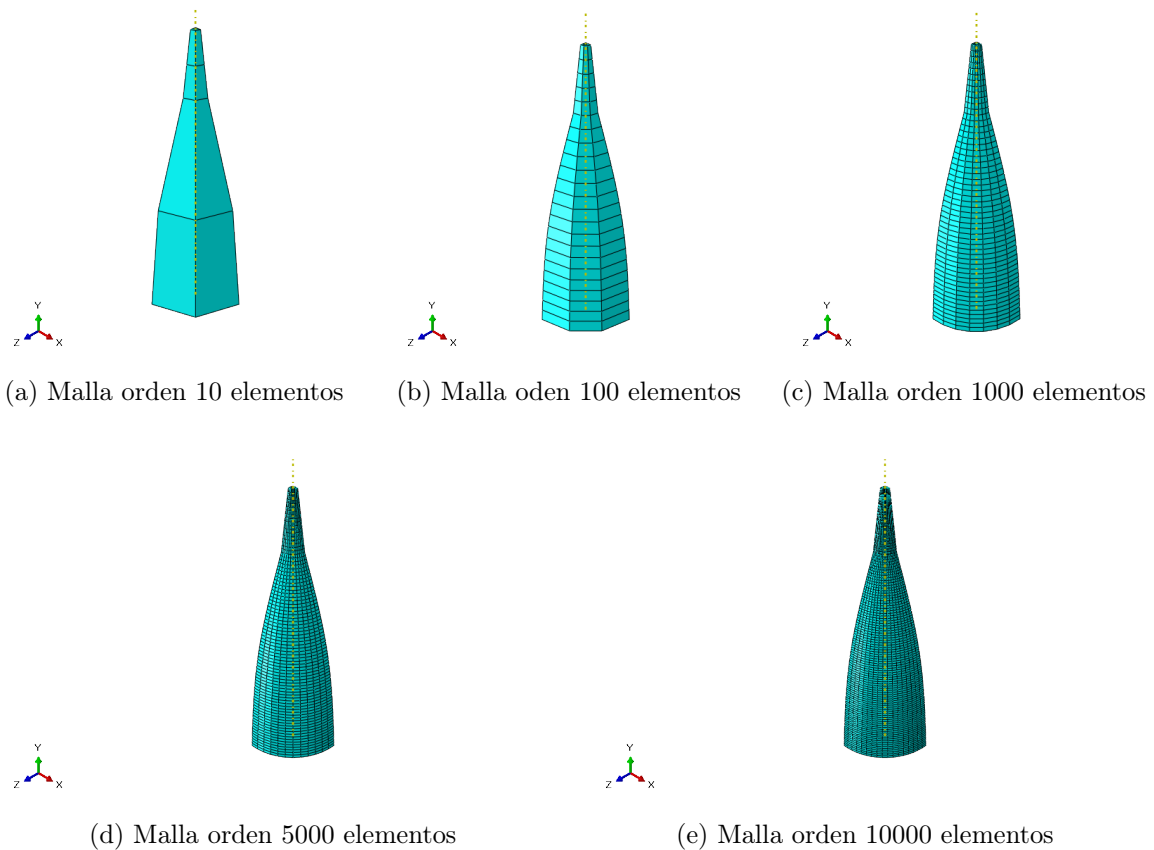 Y
Z X
Y
Z X
Y
Z X
(a) Malla orden 10 elementos
(b) Malla oden 100 elementos
(c) Malla orden 1000 elementos
Y
Z X
Y
Z X
(d) Malla orden 5000 elementos
(e) Malla orden 10000 elementos